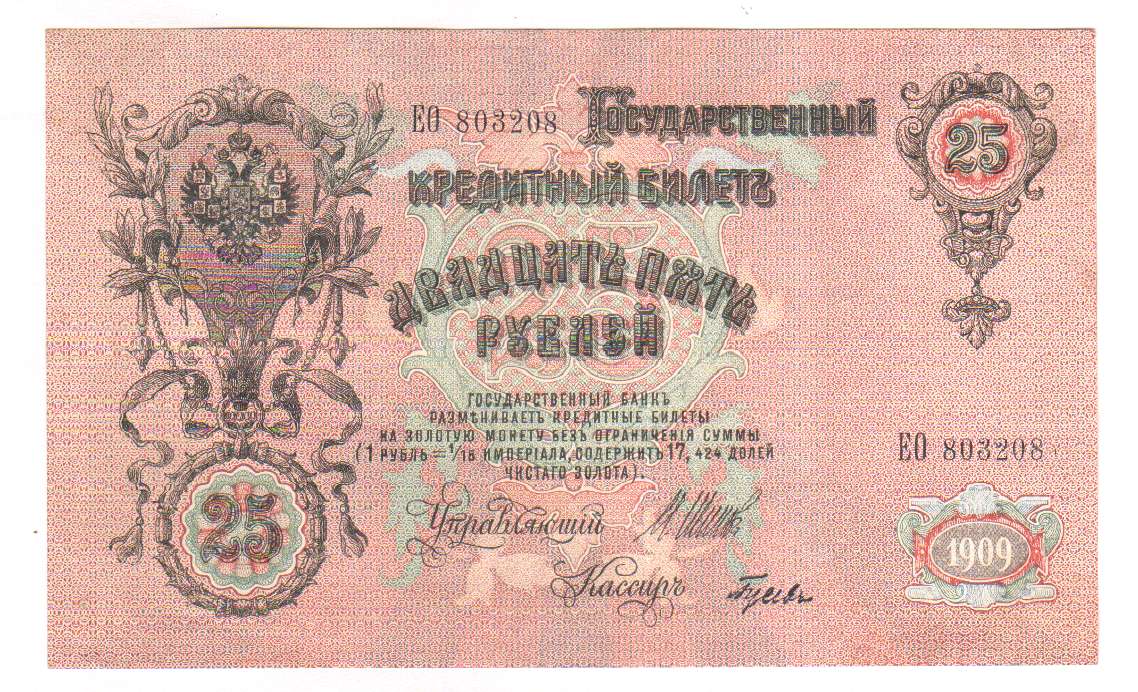 ЕО 803208 Государственный
25
Кредитный Билетъ
Двадцать пять
рублей
25
Государственный банкъ
размѣниваетъ кредитные билеты
на золотую монету безъ ограниченія суммы
(1 рубль = 1/15 имперіала, содержитъ 17,424 долей
чистаго золота).
ЕО 803208
25
Управляющій
Кассиръ
1909